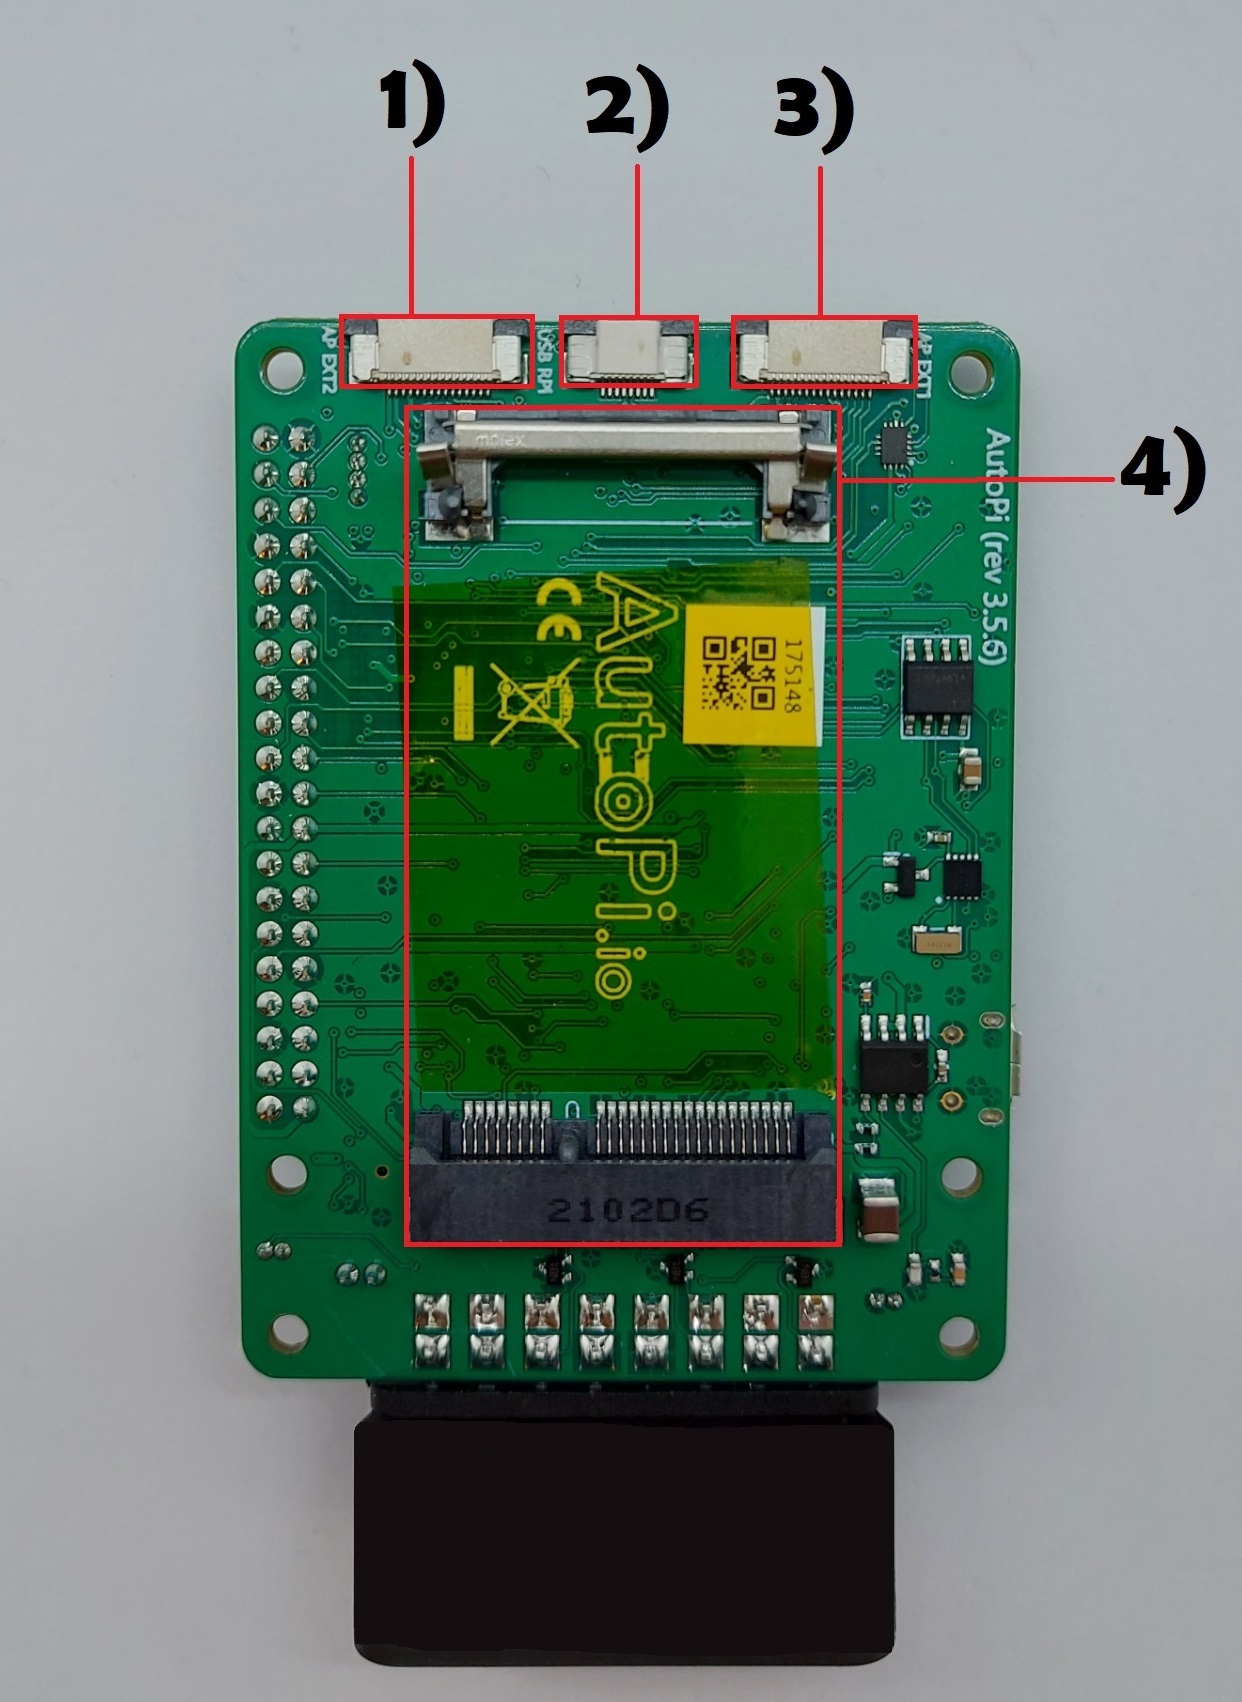 1)
2)
3)
AP EXT2
USB RPI
AP EXT1
molex
4)
AutoPi (rev 3.5.6)
CE
AutoPi.io
175148
2102D6